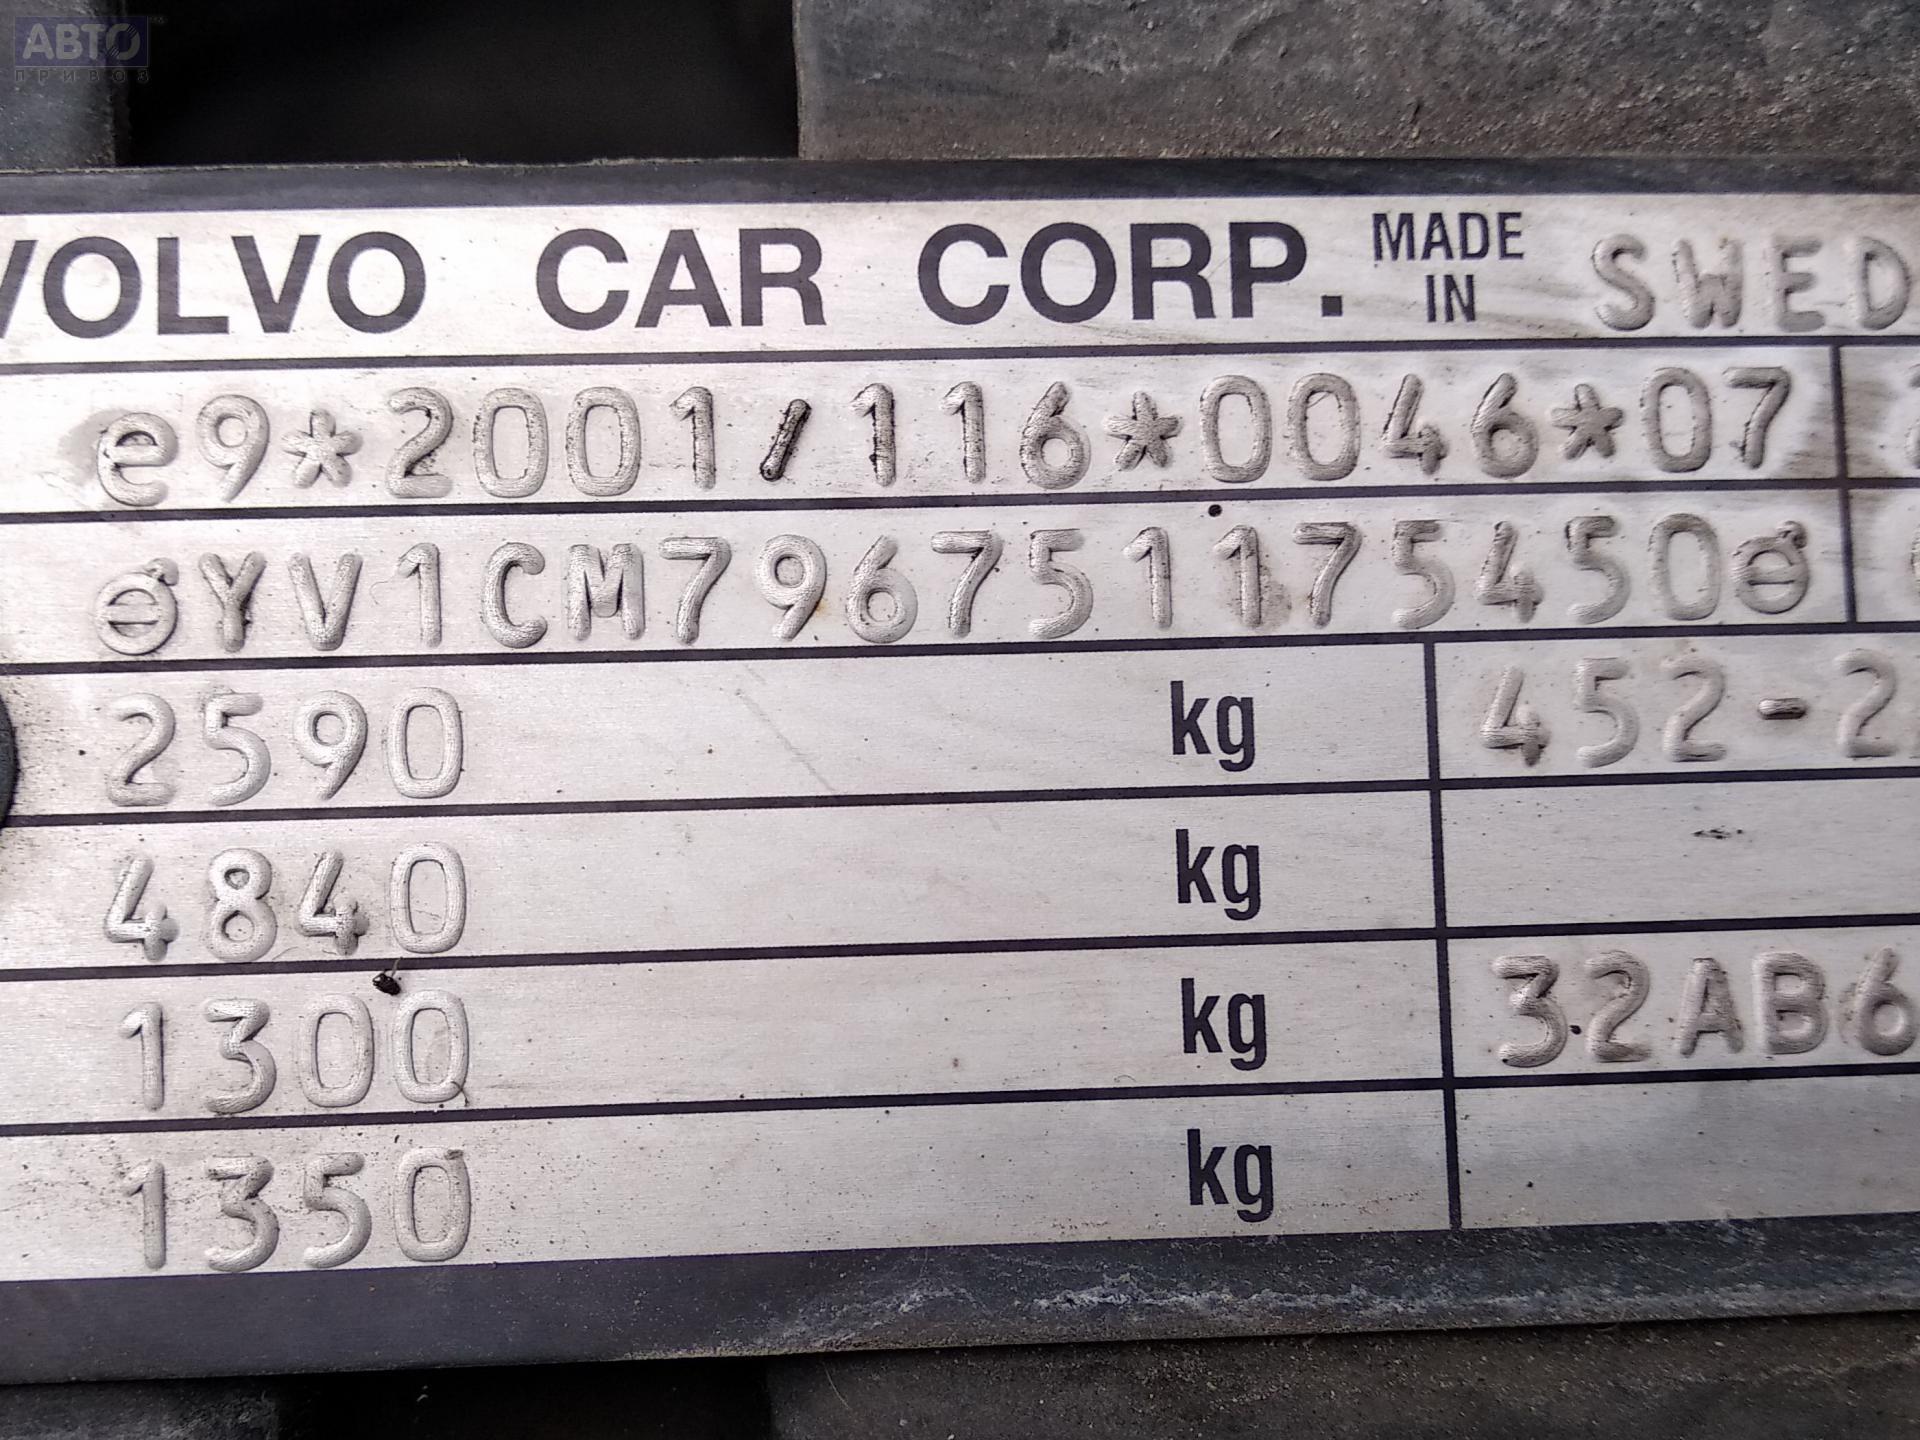 АВТО
ПРИВОЗ
VOLVO CAR CORP. MADE IN SWED
e9*2001/116*0046*07
YV1CM796751175450
2590 kg 452-2
4840 kg
1300 kg 32AB6
1350 kg